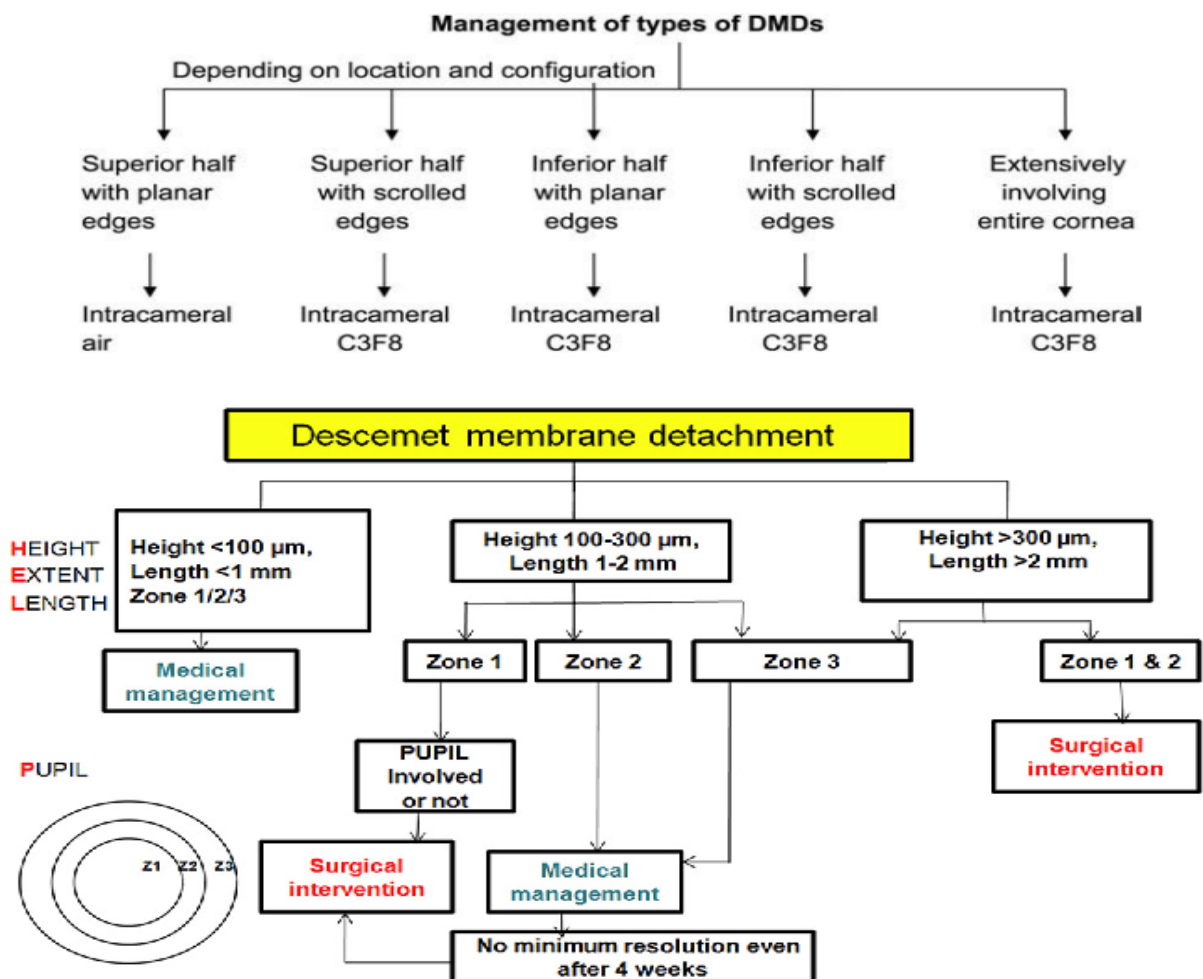 Management of types of DMDs
Depending on location and configuration
Superior half
with planar
edges
Superior half
with scrolled
edges
Inferior half
with planar
edges
Inferior half
with scrolled
edges
Extensively
involving
entire cornea
Intracameral
air
Intracameral
C3F8
Intracameral
C3F8
Intracameral
C3F8
Intracameral
C3F8
Descemet membrane detachment
HEIGHT
EXTENT
LENGTH
Height <100 µm,
Length <1 mm
Zone 1/2/3
Height 100-300 µm,
Length 1-2 mm
Height >300 µm,
Length >2 mm
Medical
management
Zone 1
Zone 2
Zone 3
Zone 1 & 2
PUPIL
Involved
or not
Surgical
intervention
PUPIL
Z1
Z2
Z3
Surgical
intervention
Medical
management
No minimum resolution even
after 4 weeks